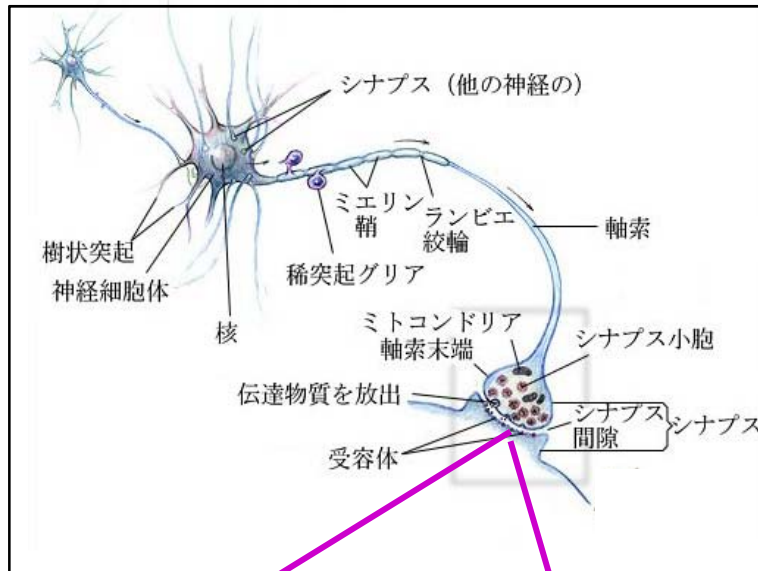 シナプス（他の神経の）
ミエリン
鞘
ランビエ
絞輪
軸索
樹状突起
神経細胞体
稀突起グリア
核
ミトコンドリア
軸索末端
シナプス小胞
伝達物質を放出
シナプス
間隙
シナプス
受容体